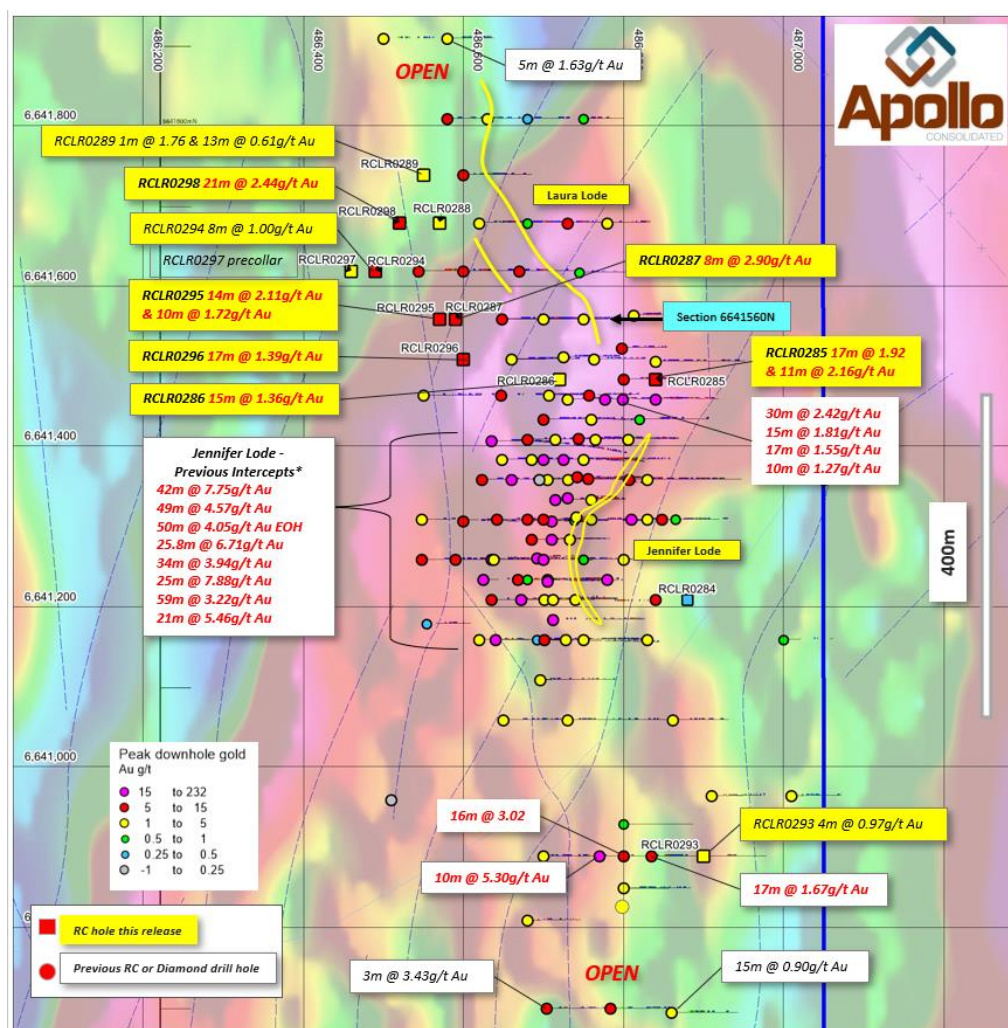 486,200
486,400
486,600
487,000
OPEN
5m @ 1.63g/t Au
Apollo
CONSOLIDATED
6,641,800
RCLR0289 1m @ 1.76 & 13m @ 0.61g/t Au
RCLR0289
RCLR0298 21m @ 2.44g/t Au
RCLR0298
RCLR0288
Laura Lode
RCLR0294 8m @ 1.00g/t Au
RCLR0297 precollar
RCLR0297
RCLR0294
6,641,600
RCLR0287 8m @ 2.90g/t Au
RCLR0295 14m @ 2.11g/t Au
& 10m @ 1.72g/t Au
RCLR0295
RCLR0287
Section 6641560N
RCLR0296 17m @ 1.39g/t Au
RCLR0296
RCLR0285 17m @ 1.92
& 11m @ 2.16g/t Au
RCLR0286 15m @ 1.36g/t Au
RCLR0286
RCLR0285
30m @ 2.42g/t Au
15m @ 1.81g/t Au
17m @ 1.55g/t Au
10m @ 1.27g/t Au
6,641,400
Jennifer Lode -
Previous Intercepts*
42m @ 7.75g/t Au
49m @ 4.57g/t Au
50m @ 4.05g/t Au EOH
25.8m @ 6.71g/t Au
34m @ 3.94g/t Au
25m @ 7.88g/t Au
59m @ 3.22g/t Au
21m @ 5.46g/t Au
Jennifer Lode
400m
RCLR0284
6,641,200
6,641,000
Peak downhole gold
Au g/t
15 to 232
5 to 15
1 to 5
0.5 to 1
0.25 to 0.5
-1 to 0.25
16m @ 3.02
RCLR0293
RCLR0293 4m @ 0.97g/t Au
10m @ 5.30g/t Au
17m @ 1.67g/t Au
RC hole this release
Previous RC or Diamond drill hole
OPEN
3m @ 3.43g/t Au
15m @ 0.90g/t Au